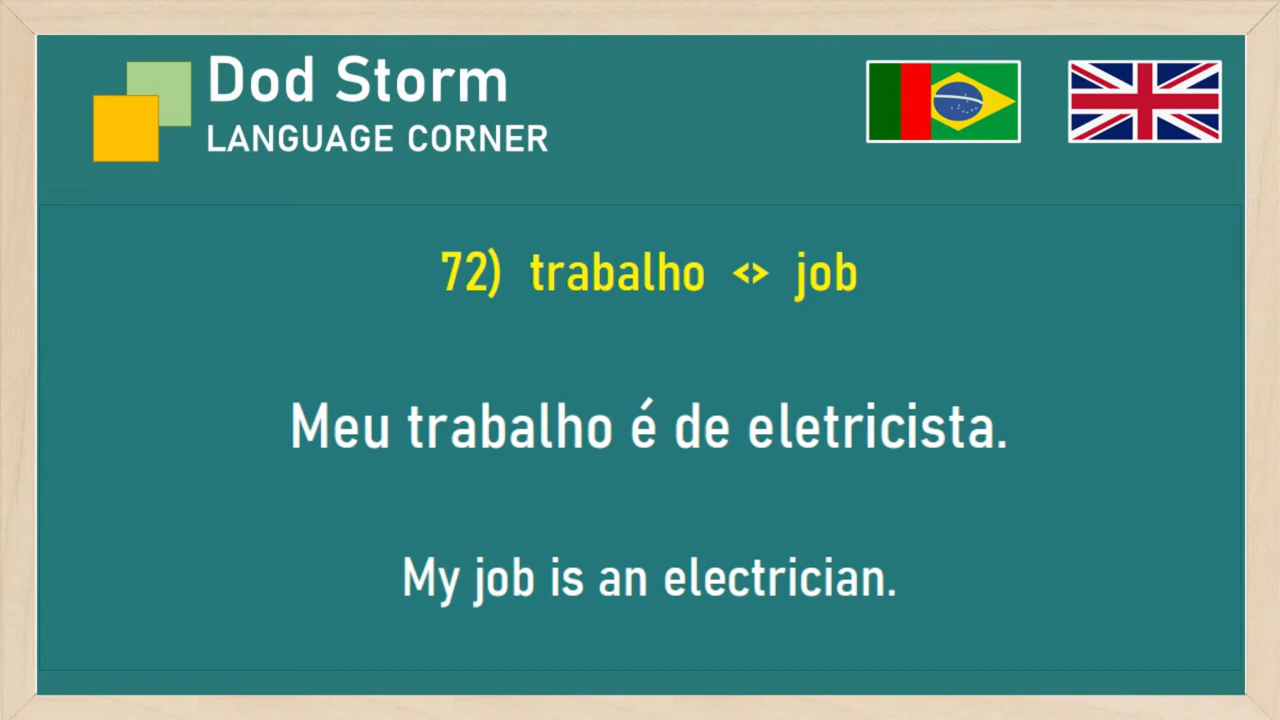 Dod Storm
LANGUAGE CORNER
72) trabalho <> job
Meu trabalho é de eletricista.
My job is an electrician.